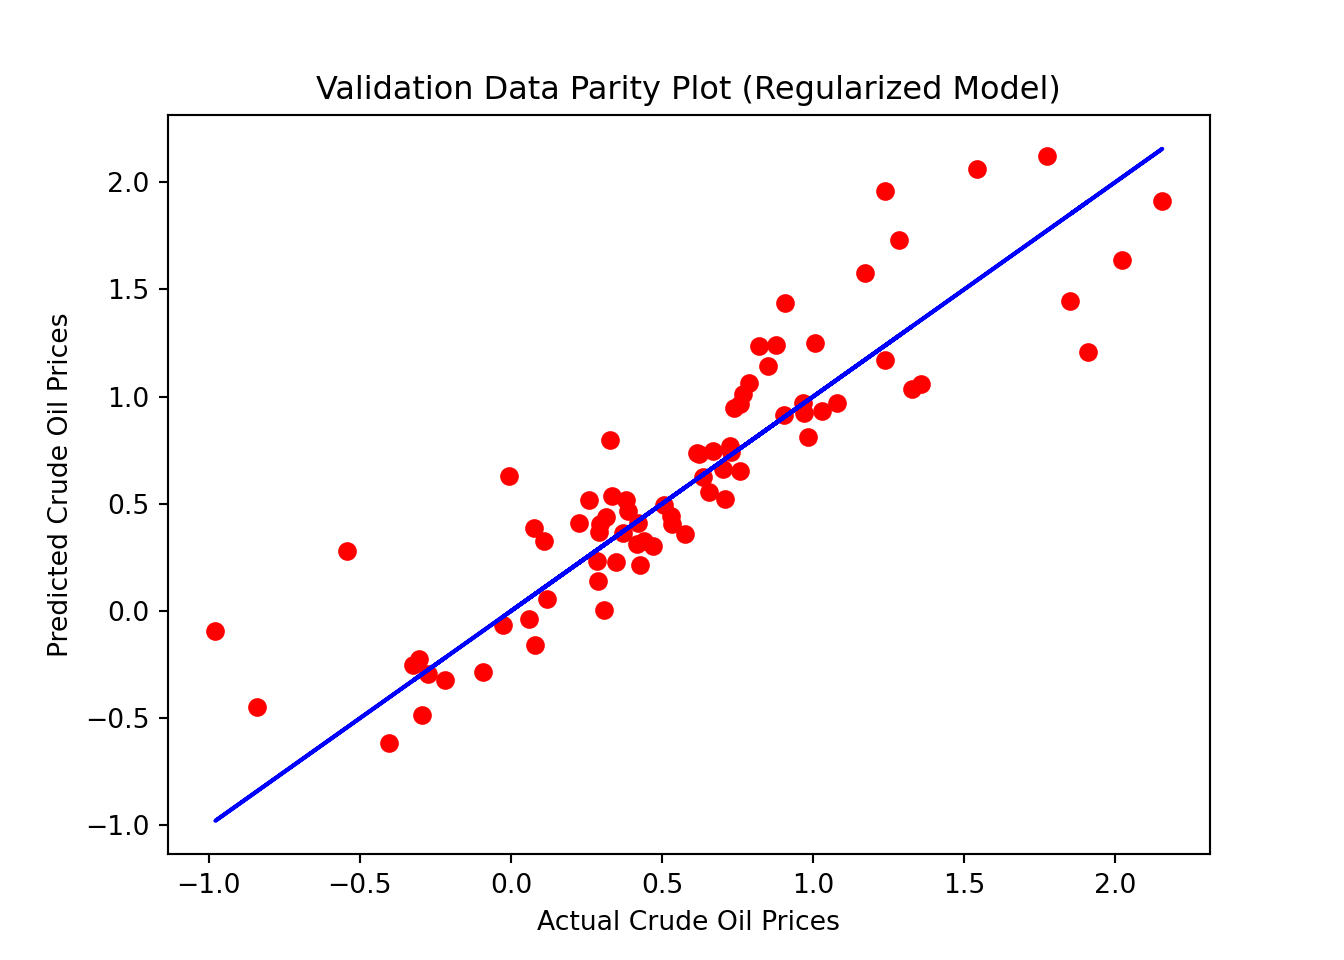 Validation Data Parity Plot (Regularized Model)
2.0
1.5
1.0
0.5
0.0
−0.5
−1.0
Predicted Crude Oil Prices
−1.0 −0.5 0.0 0.5 1.0 1.5 2.0
Actual Crude Oil Prices